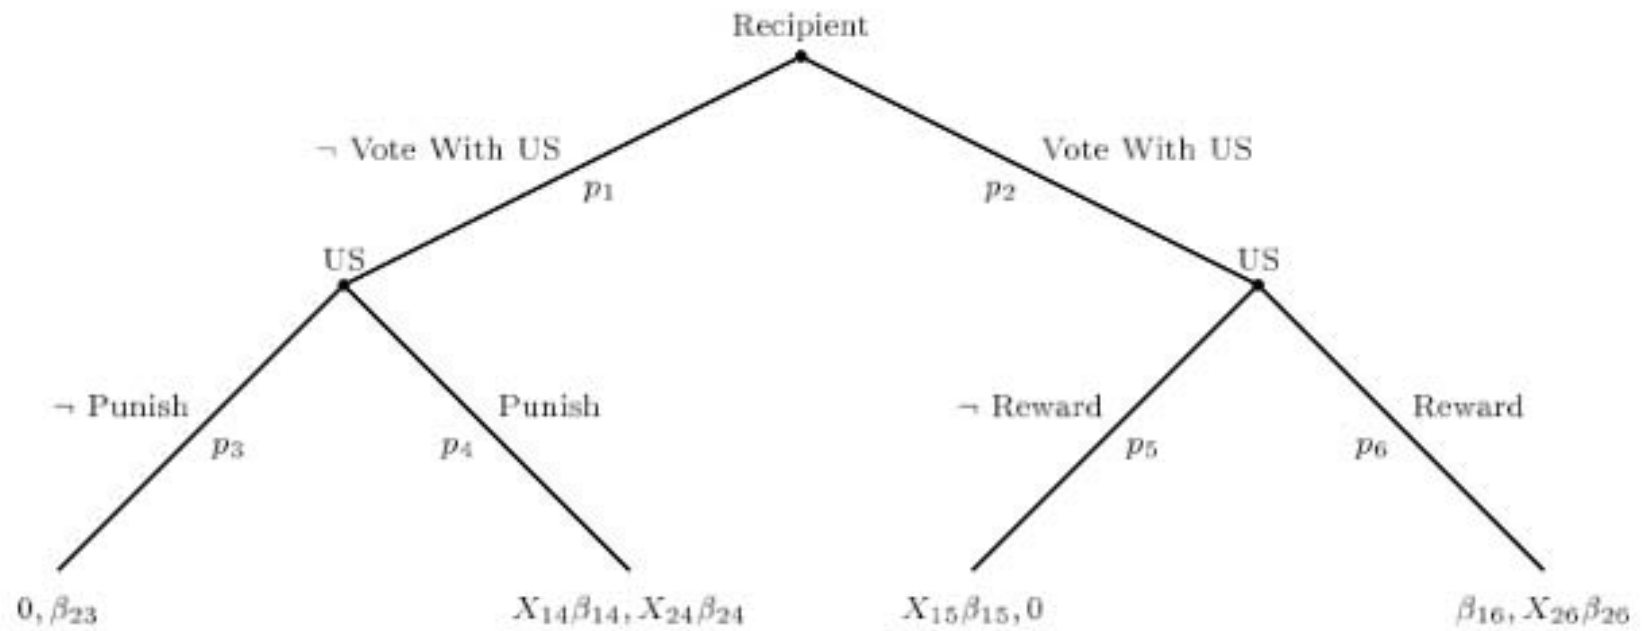 Recipient
¬ Vote With US
Vote With US
p₁
p₂
US
US
¬ Punish
Punish
¬ Reward
Reward
p₃
p₄
p₅
p₆
0, β₂₃
X₁₄β₁₄, X₂₄β₂₄
X₁₅β₁₅, 0
β₁₆, X₂₆β₂₆